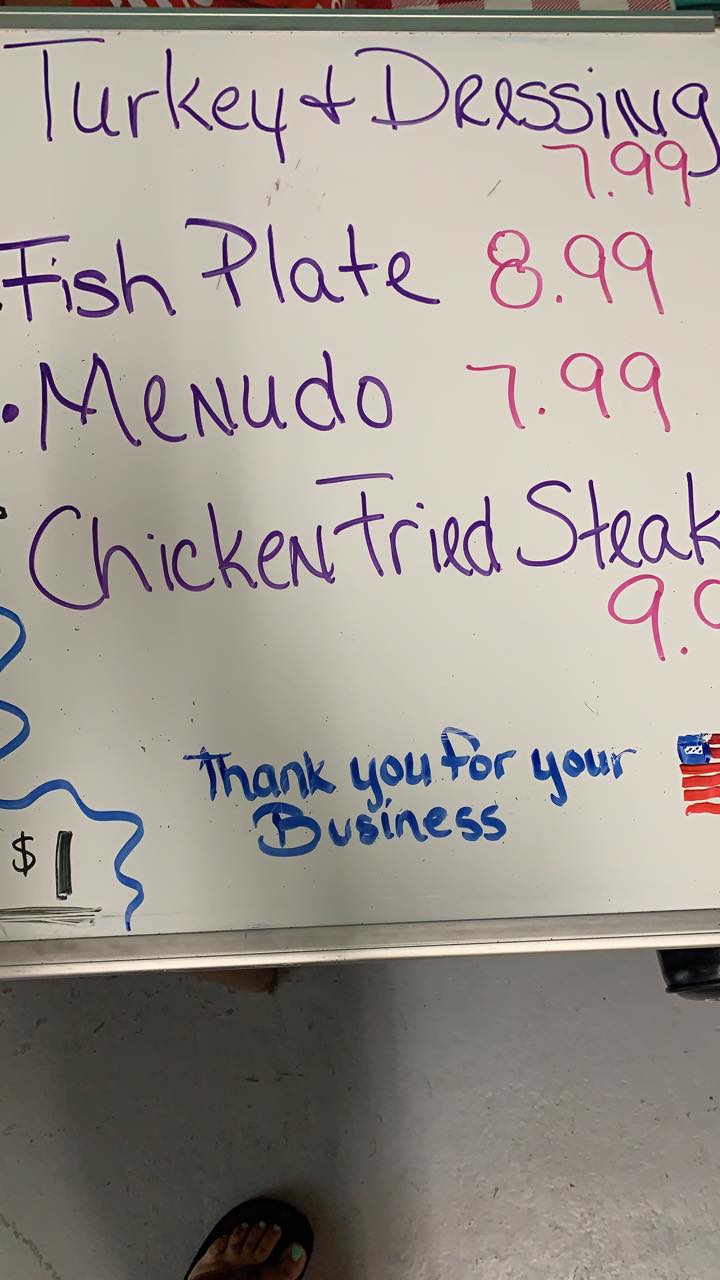 Turkey & Dressing
7.99
Fish Plate 8.99
• Menudo 7.99
Chicken Fried Steak
9.
Thank you for your
Business
$1